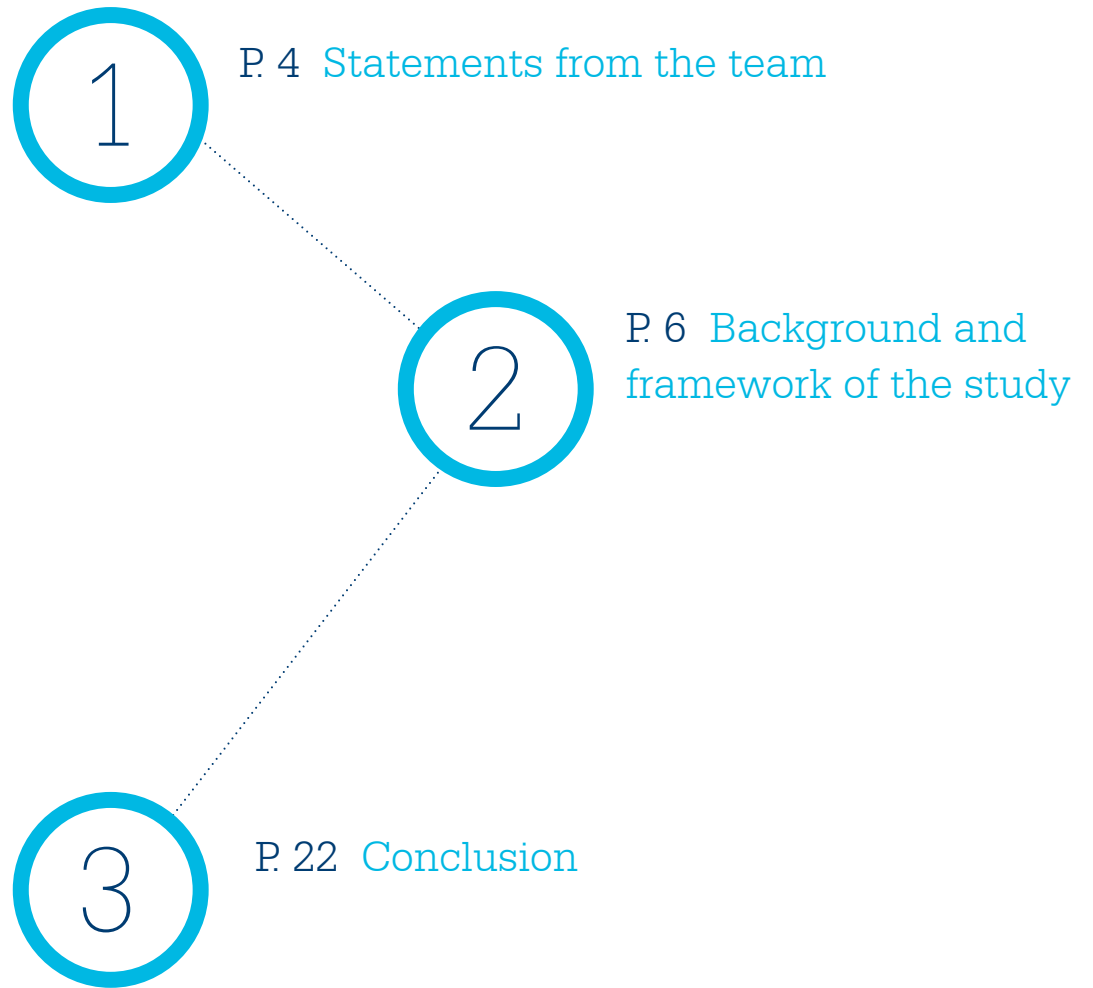 1
P. 4 Statements from the team
2
P. 6 Background and
framework of the study
3
P. 22 Conclusion